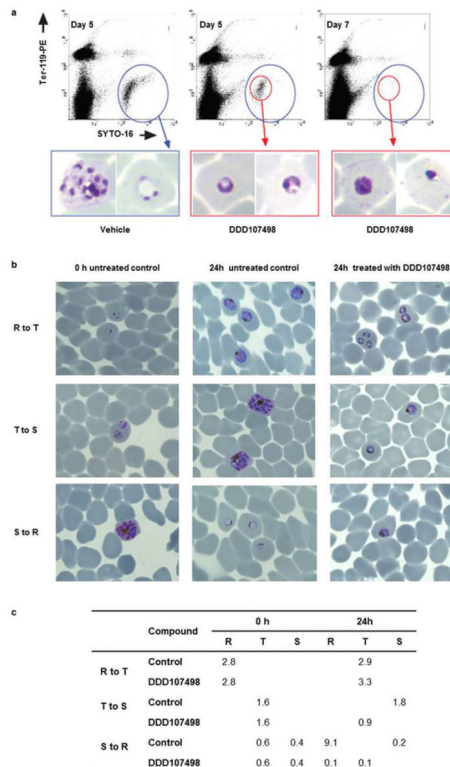 a
Day 5
Day 5
Day 7
Ter-119-PE
SYTO-16
Vehicle
DDD107498
DDD107498
b
0 h untreated control
24h untreated control
24h treated with DDD107498
R to T
T to S
S to R
c
Compound
0 h
24h
R T S R T S
R to T
Control 2.8 2.9
DDD107498 2.8 3.3
T to S
Control 1.6 1.8
DDD107498 1.6 0.9
S to R
Control 0.6 0.4 9.1 0.2
DDD107498 0.6 0.4 0.1 0.1